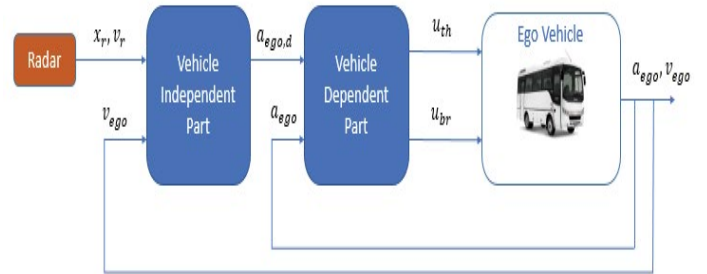 Radar
x_r, v_r
v_ego
Vehicle
Independent
Part
a_ego,d
a_ego
Vehicle
Dependent
Part
u_th
u_br
Ego Vehicle
a_ego, v_ego